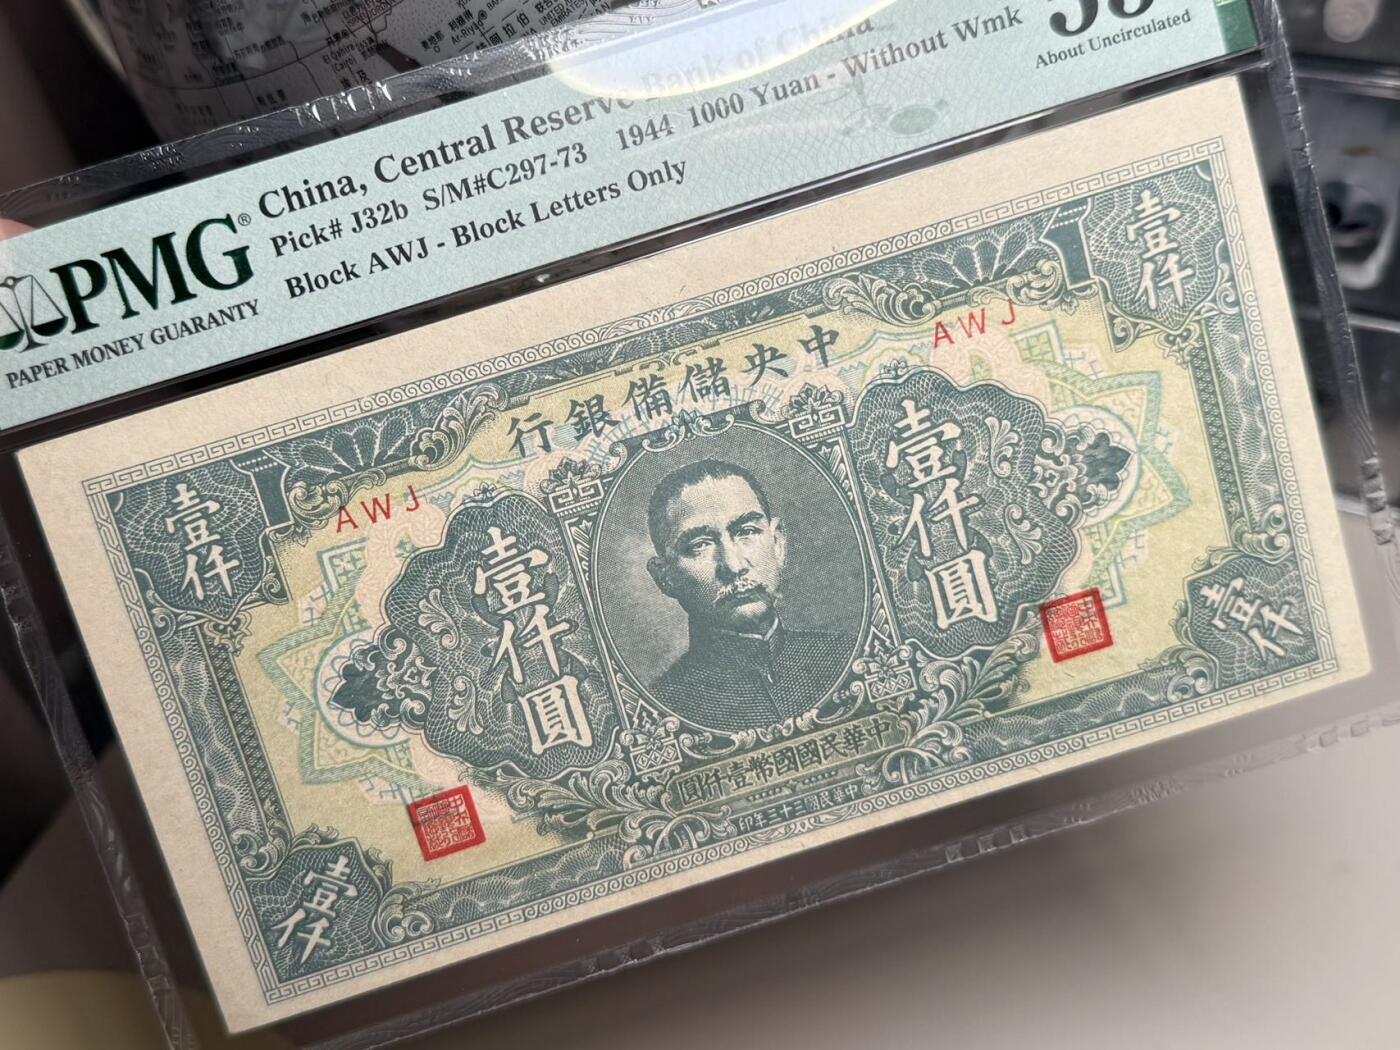 China, Central Reserve Bank of China
Pick# J32b S/M#C297-73 1944 1000 Yuan - Without Wmk
Block AWJ - Block Letters Only
About Uncirculated
PMG®
PAPER MONEY GUARANTY
壹仟
壹仟
行銀備儲央中
AWJ
AWJ
壹仟圓
壹仟圓
圓仟壹幣國國民華中
印年三十三國民華中
壹仟
壹仟